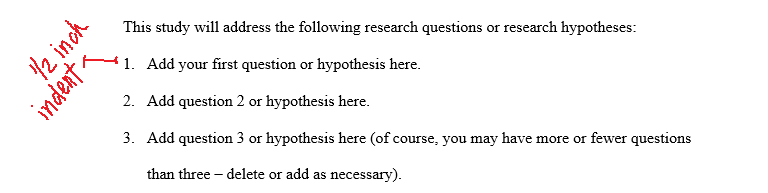 This study will address the following research questions or research hypotheses:
1/2 inch
indent
1. Add your first question or hypothesis here.
2. Add question 2 or hypothesis here.
3. Add question 3 or hypothesis here (of course, you may have more or fewer questions
than three – delete or add as necessary).